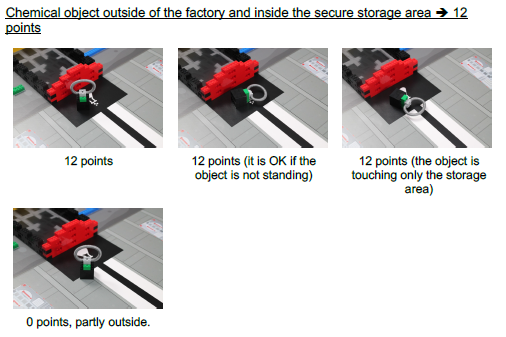 Chemical object outside of the factory and inside the secure storage area ➔ 12
points
12 points
12 points (it is OK if the
object is not standing)
12 points (the object is
touching only the storage
area)
0 points, partly outside.